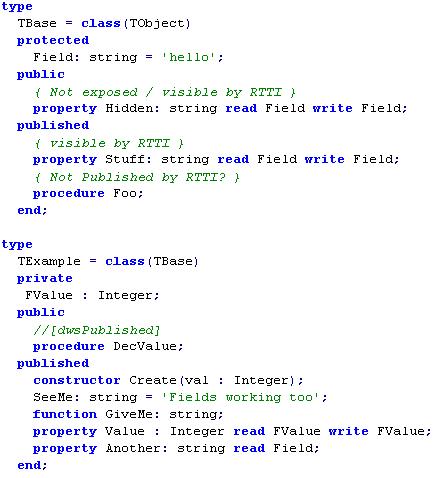 type
  TBase = class(TObject)
  protected
    Field: string = 'hello';
  public
    { Not exposed / visible by RTTI }
    property Hidden: string read Field write Field;
  published
    { visible by RTTI }
    property Stuff: string read Field write Field;
    { Not Published by RTTI? }
    procedure Foo;
  end;

type
  TExample = class(TBase)
  private
   FValue : Integer;
  public
    //[dwsPublished]
    procedure DecValue;
  published
    constructor Create(val : Integer);
    SeeMe: string = 'Fields working too';
    function GiveMe: string;
    property Value : Integer read FValue write FValue;
    property Another: string read Field;
  end;